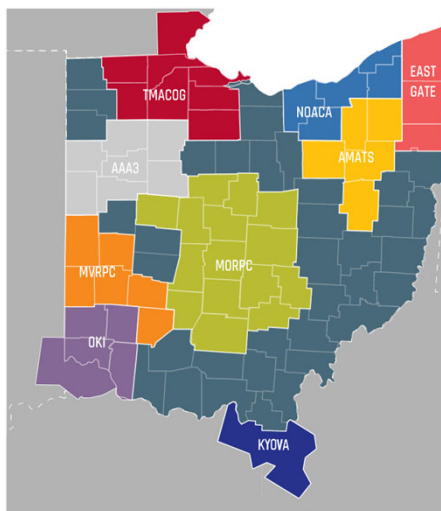 EAST
GATE
TMACOG
NOACA
AMATS
AAA3
MORPC
MVRPC
OKI
KYOVA